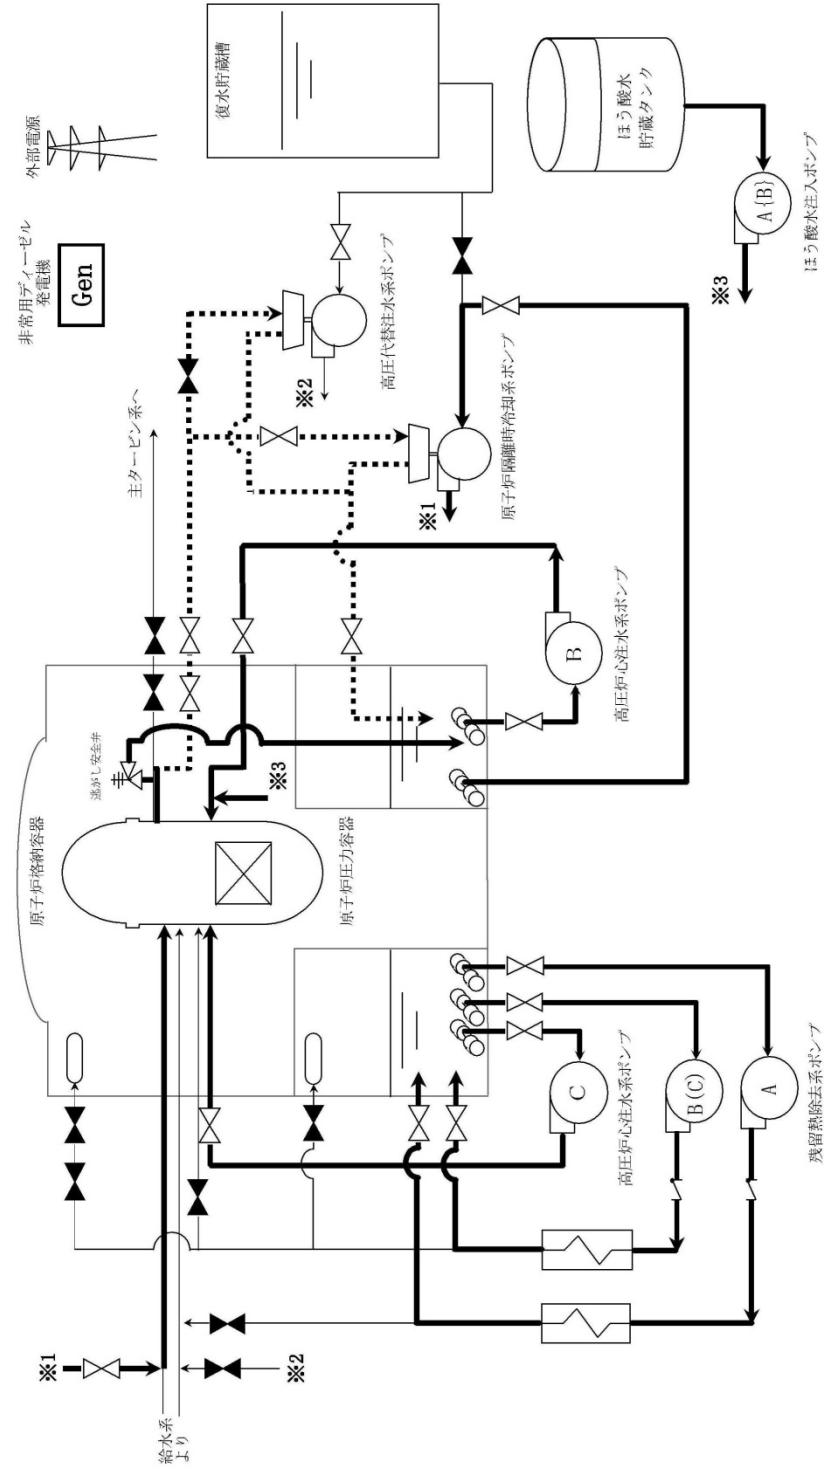 外部電源
非常用ディーゼル
発電機
Gen
復水貯蔵槽
ほう酸水
貯蔵タンク
A{B}
※3
ほう酸水注入ポンプ
※2
高圧代替注水系ポンプ
主タービン系へ
※1
原子炉隔離時冷却系ポンプ
B
高圧炉心注水系ポンプ
逃がし安全弁
※3
原子炉格納容器
原子炉圧力容器
C
高圧炉心注水系ポンプ
B(C)
A
残留熱除去系ポンプ
※1
※2
給水系
より